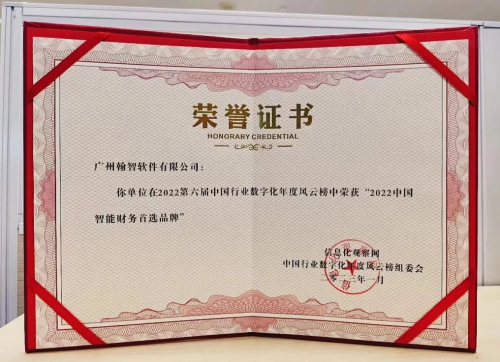 荣誉证书
HONORARY CREDENTIAL
广州翰智软件有限公司：
你单位在2022第六届中国行业数字化年度风云榜中荣获“2022中国
智能财务首选品牌”
信息化观察网
中国行业数字化年度风云榜组委会
二〇二三年一月